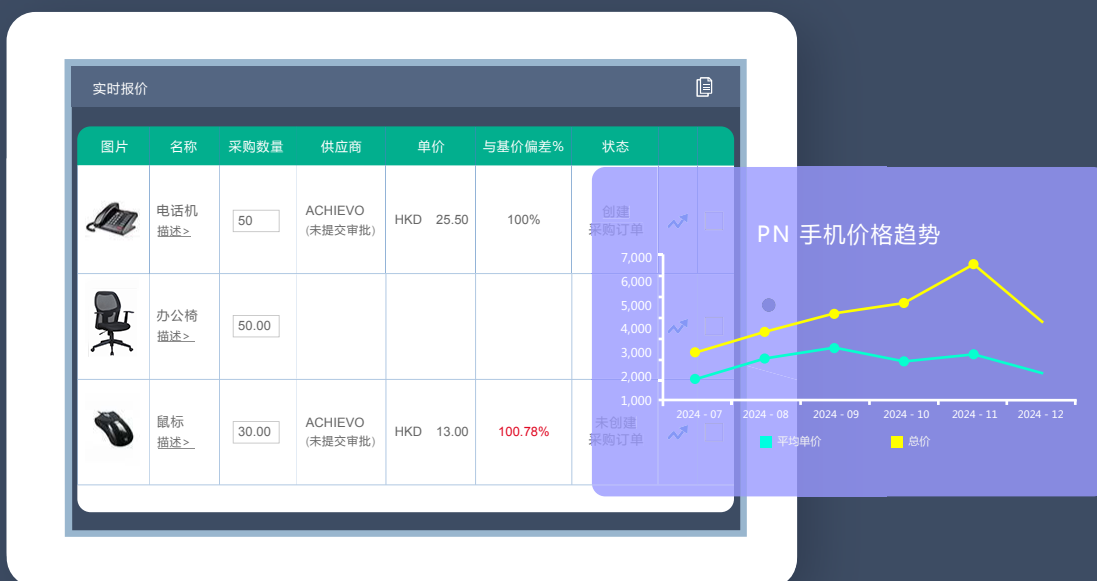 实时报价
图片 名称 采购数量 供应商 单价 与基价偏差% 状态
电话机
描述>
50
ACHIEVO
(未提交审批)
HKD 25.50
100%
创建
采购订单
办公椅
描述>
50.00
鼠标
描述>
30.00
ACHIEVO
(未提交审批)
HKD 13.00
100.78%
未创建
采购订单
PN 手机价格趋势
7,000
6,000
5,000
4,000
3,000
2,000
1,000
2024 - 07 2024 - 08 2024 - 09 2024 - 10 2024 - 11 2024 - 12
平均单价 总价